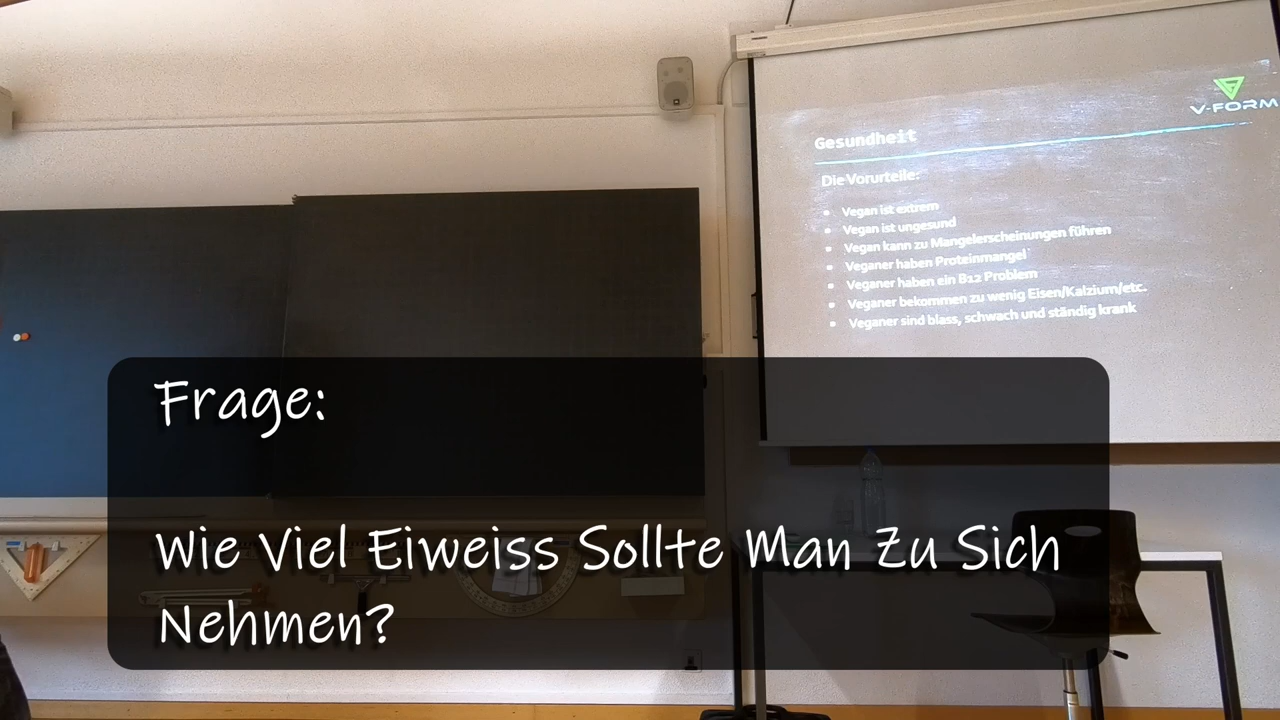 V-FORM
Gesundheit
Die Vorurteile:
• Vegan ist extrem
• Vegan ist ungesund
• Vegan kann zu Mangelerscheinungen führen
• Veganer haben Proteinmangel
• Veganer haben ein B12 Problem
• Veganer bekommen zu wenig Eisen/Kalzium/etc.
• Veganer sind blass, schwach und ständig krank
Frage:
Wie Viel Eiweiss Sollte Man Zu Sich
Nehmen?